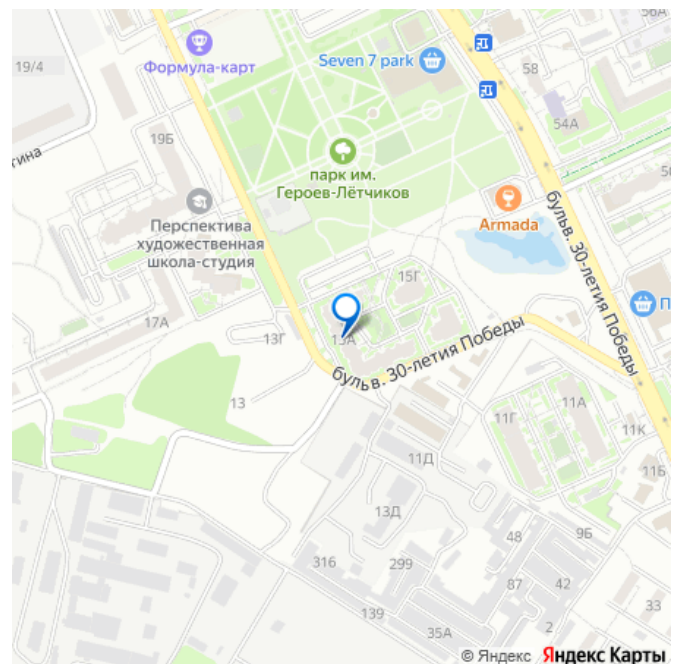 56А
19/4
Формула-карт
Seven 7 park
58
54А
19Б
тина
парк им.
Героев-Лётчиков
Перспектива
художественная
школа-студия
Armada
бульв. 30-летия Победы
15Г
17А
13Г
13А
П
бульв. 30-летия Победы
13
11Г
11А
11К
11Д
11Б
13Д
9Б
48
316
299
87
42
139
33
35А
2
© Яндекс Яндекс Карты